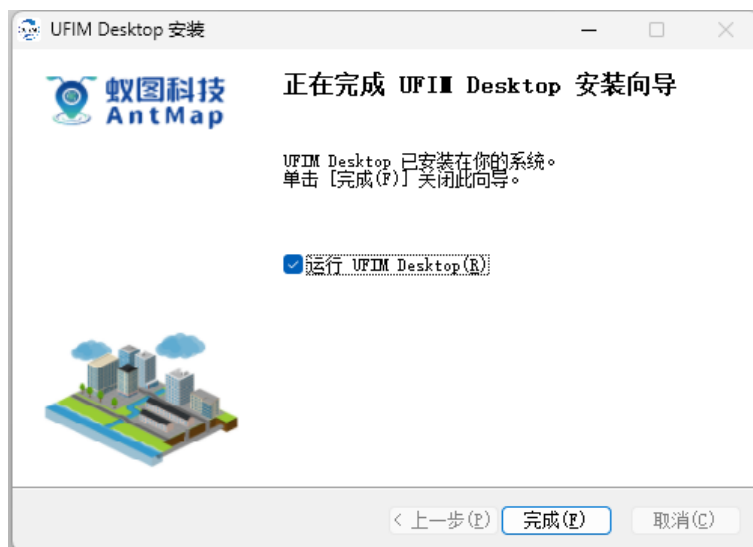 UFIM Desktop 安装
蚁图科技
AntMap
正在完成 UFIM Desktop 安装向导
UFIM Desktop 已安装在你的系统。
单击 [完成(F)] 关闭此向导。
运行 UFIM Desktop(R)
< 上一步(P)
完成(F)
取消(C)